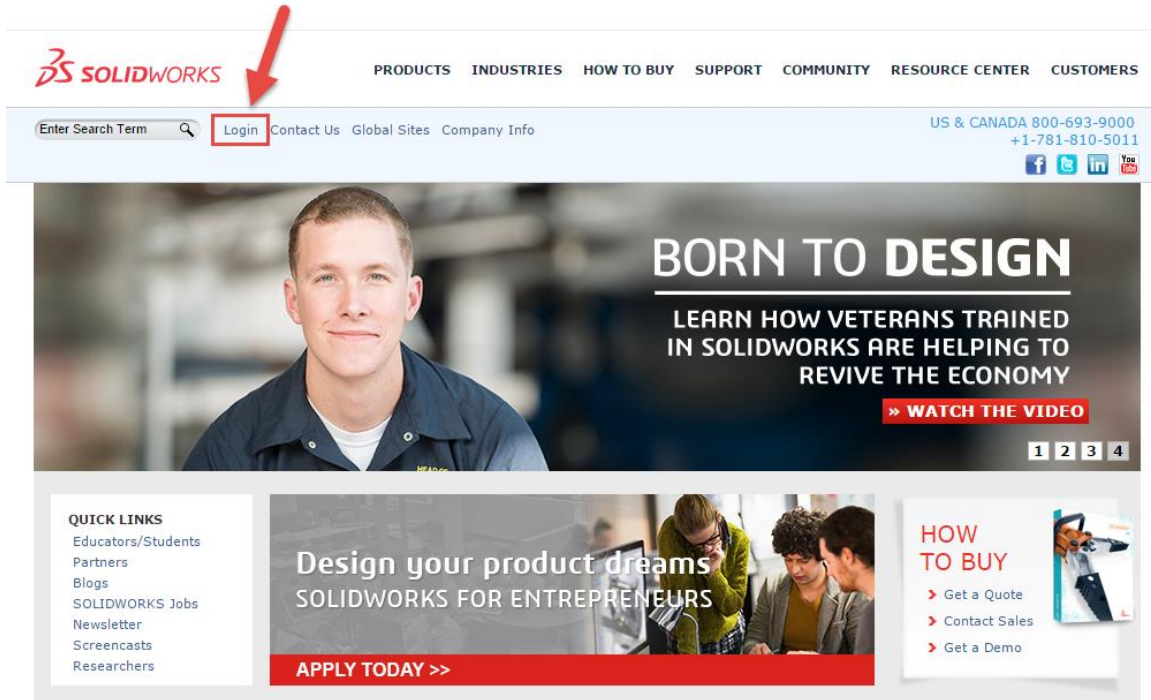 SOLIDWORKS
PRODUCTS INDUSTRIES HOW TO BUY SUPPORT COMMUNITY RESOURCE CENTER CUSTOMERS
Enter Search Term Login Contact Us Global Sites Company Info
US & CANADA 800-693-9000
+1-781-810-5011
You
Tube
BORN TO DESIGN
LEARN HOW VETERANS TRAINED
IN SOLIDWORKS ARE HELPING TO
REVIVE THE ECONOMY
» WATCH THE VIDEO
1 2 3 4
QUICK LINKS
Educators/Students
Partners
Blogs
SOLIDWORKS Jobs
Newsletter
Screencasts
Researchers
Design your product dreams
SOLIDWORKS FOR ENTREPRENEURS
APPLY TODAY >>
HOW
TO BUY
Get a Quote
Contact Sales
Get a Demo